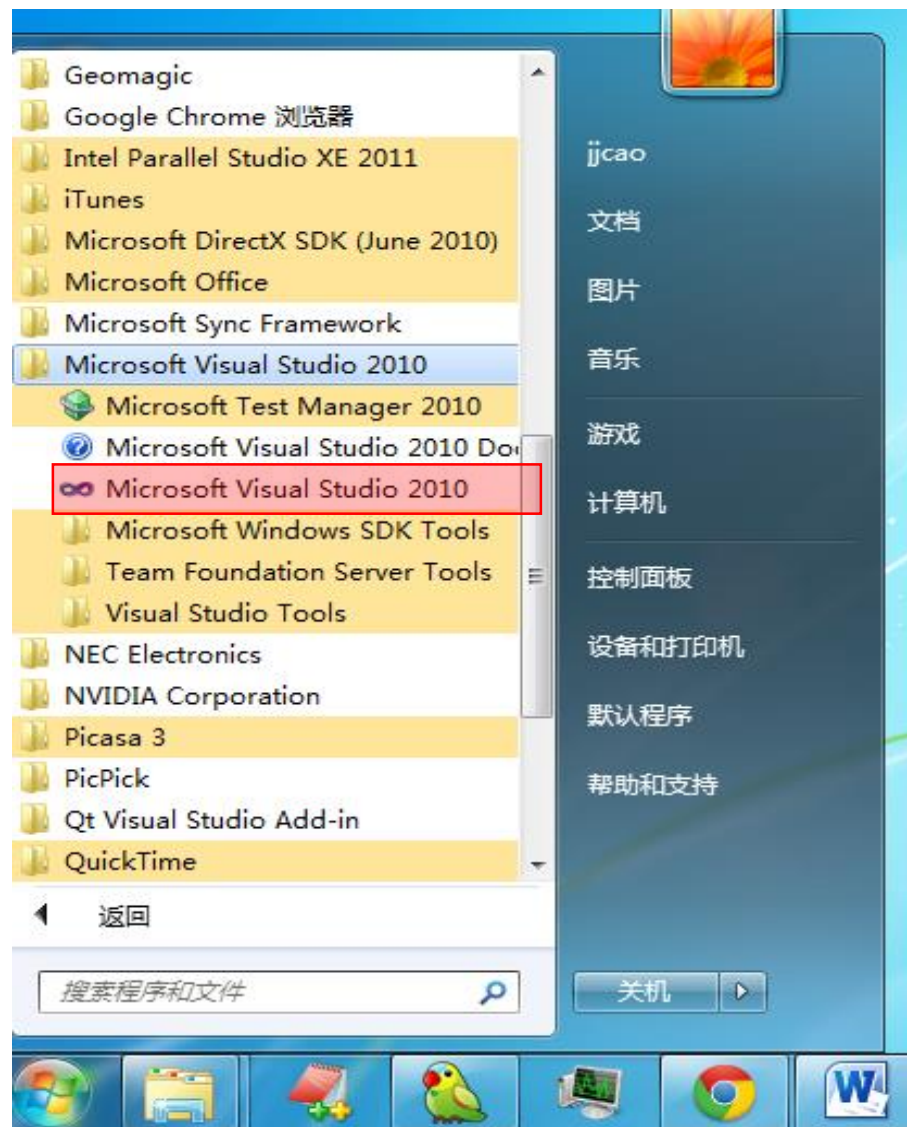 Geomagic
Google Chrome 浏览器
Intel Parallel Studio XE 2011
iTunes
Microsoft DirectX SDK (June 2010)
Microsoft Office
Microsoft Sync Framework
Microsoft Visual Studio 2010
Microsoft Test Manager 2010
Microsoft Visual Studio 2010 Do
Microsoft Visual Studio 2010
Microsoft Windows SDK Tools
Team Foundation Server Tools
Visual Studio Tools
NEC Electronics
NVIDIA Corporation
Picasa 3
PicPick
Qt Visual Studio Add-in
QuickTime
返回
搜索程序和文件
jjcao
文档
图片
音乐
游戏
计算机
控制面板
设备和打印机
默认程序
帮助和支持
关机
W